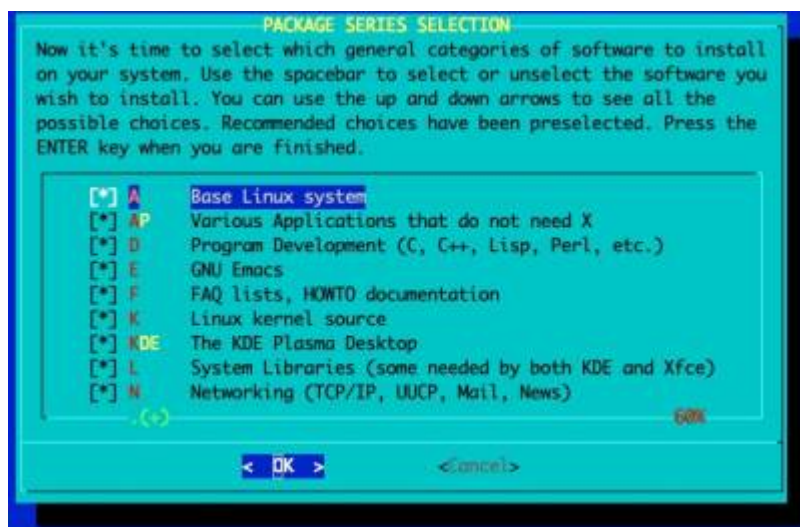 PACKAGE SERIES SELECTION
Now it's time to select which general categories of software to install
on your system. Use the spacebar to select or unselect the software you
wish to install. You can use the up and down arrows to see all the
possible choices. Recommended choices have been preselected. Press the
ENTER key when you are finished.
[*] A Base Linux system
[*] AP Various Applications that do not need X
[*] D Program Development (C, C++, Lisp, Perl, etc.)
[*] E GNU Emacs
[*] F FAQ lists, HOWTO documentation
[*] K Linux kernel source
[*] KDE The KDE Plasma Desktop
[*] L System Libraries (some needed by both KDE and Xfce)
[*] N Networking (TCP/IP, UUCP, Mail, News)
.(+) 60%
< OK > <Cancel>